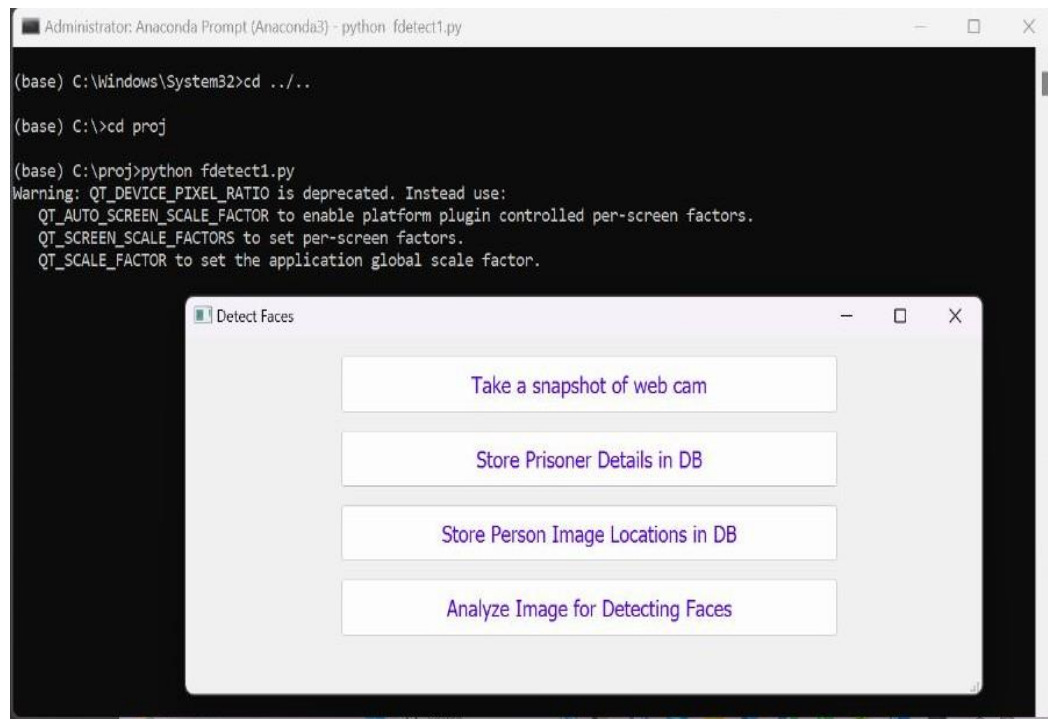 Administrator: Anaconda Prompt (Anaconda3) - python fdetect1.py
(base) C:\Windows\System32>cd ../..
(base) C:\>cd proj
(base) C:\proj>python fdetect1.py
Warning: QT_DEVICE_PIXEL_RATIO is deprecated. Instead use:
QT_AUTO_SCREEN_SCALE_FACTOR to enable platform plugin controlled per-screen factors.
QT_SCREEN_SCALE_FACTORS to set per-screen factors.
QT_SCALE_FACTOR to set the application global scale factor.
Detect Faces
Take a snapshot of web cam
Store Prisoner Details in DB
Store Person Image Locations in DB
Analyze Image for Detecting Faces